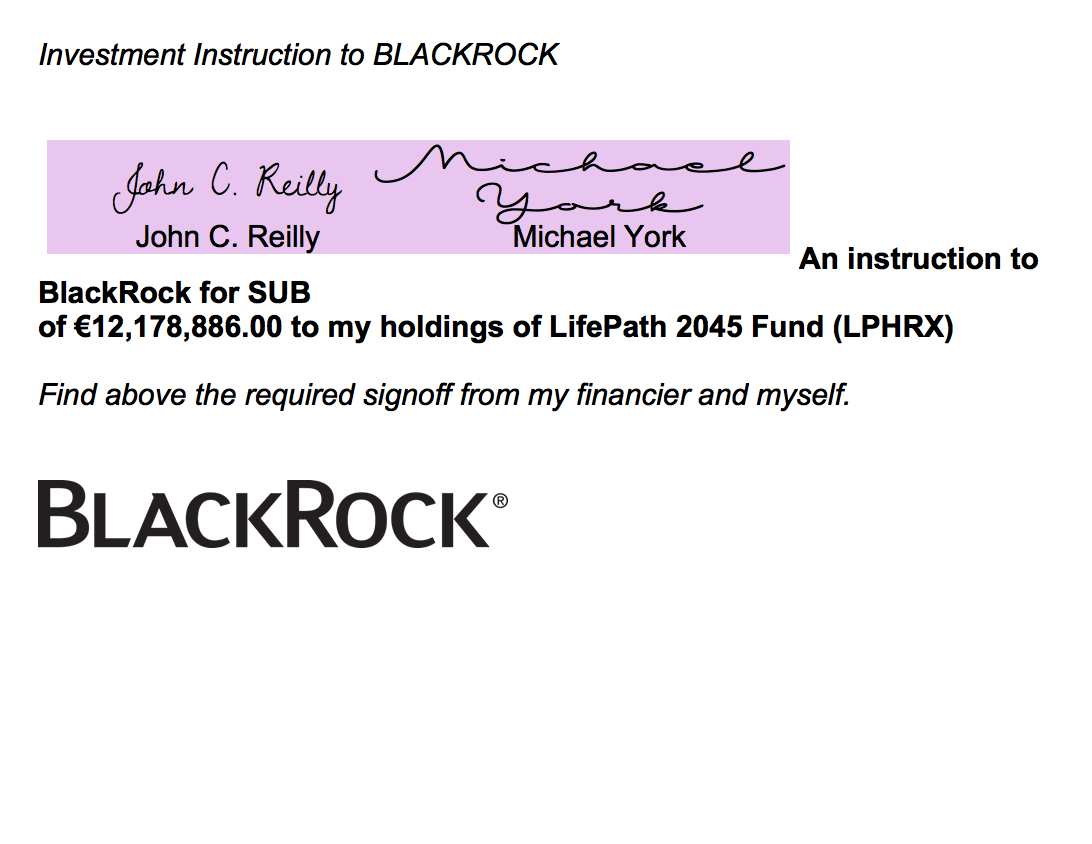 Investment Instruction to BLACKROCK
John C. Reilly Michael
York
John C. Reilly Michael York
An instruction to
BlackRock for SUB
of €12,178,886.00 to my holdings of LifePath 2045 Fund (LPHRX)
Find above the required signoff from my financier and myself.
BLACKROCK®